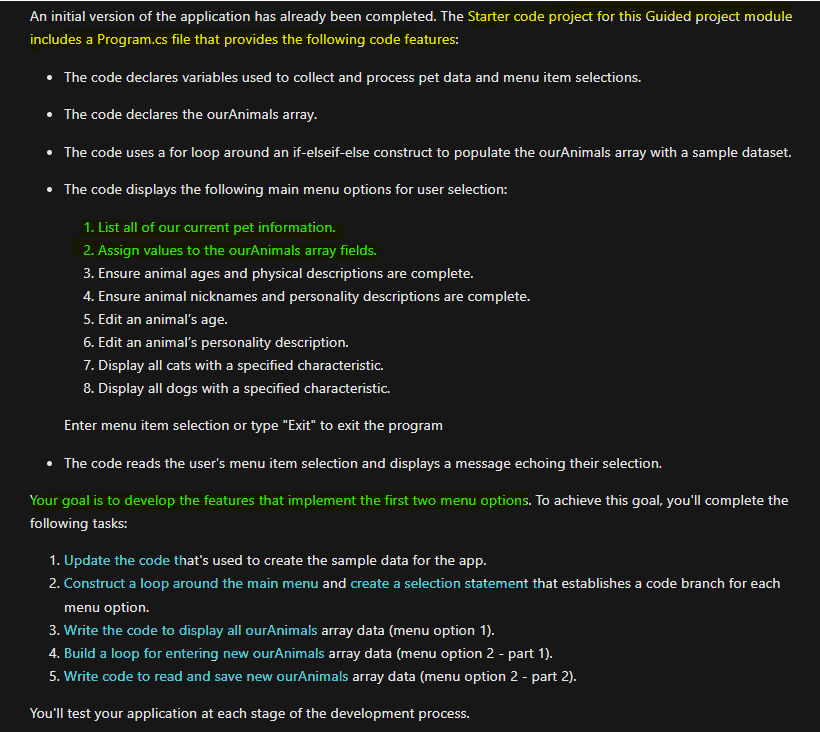 An initial version of the application has already been completed. The Starter code project for this Guided project module
includes a Program.cs file that provides the following code features:
• The code declares variables used to collect and process pet data and menu item selections.
• The code declares the ourAnimals array.
• The code uses a for loop around an if-elseif-else construct to populate the ourAnimals array with a sample dataset.
• The code displays the following main menu options for user selection:
1. List all of our current pet information.
2. Assign values to the ourAnimals array fields.
3. Ensure animal ages and physical descriptions are complete.
4. Ensure animal nicknames and personality descriptions are complete.
5. Edit an animal's age.
6. Edit an animal's personality description.
7. Display all cats with a specified characteristic.
8. Display all dogs with a specified characteristic.
Enter menu item selection or type "Exit" to exit the program
• The code reads the user's menu item selection and displays a message echoing their selection.
Your goal is to develop the features that implement the first two menu options. To achieve this goal, you'll complete the
following tasks:
1. Update the code that's used to create the sample data for the app.
2. Construct a loop around the main menu and create a selection statement that establishes a code branch for each
menu option.
3. Write the code to display all ourAnimals array data (menu option 1).
4. Build a loop for entering new ourAnimals array data (menu option 2 - part 1).
5. Write code to read and save new ourAnimals array data (menu option 2 - part 2).
You'll test your application at each stage of the development process.